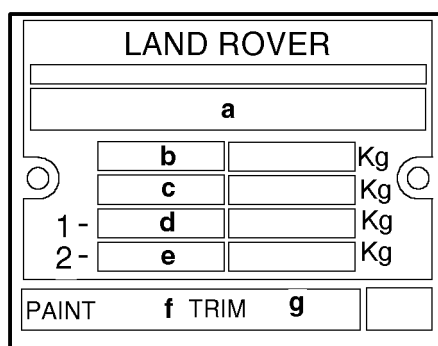 LAND ROVER
a
b Kg
c Kg
1 - d Kg
2 - e Kg
PAINT f TRIM g